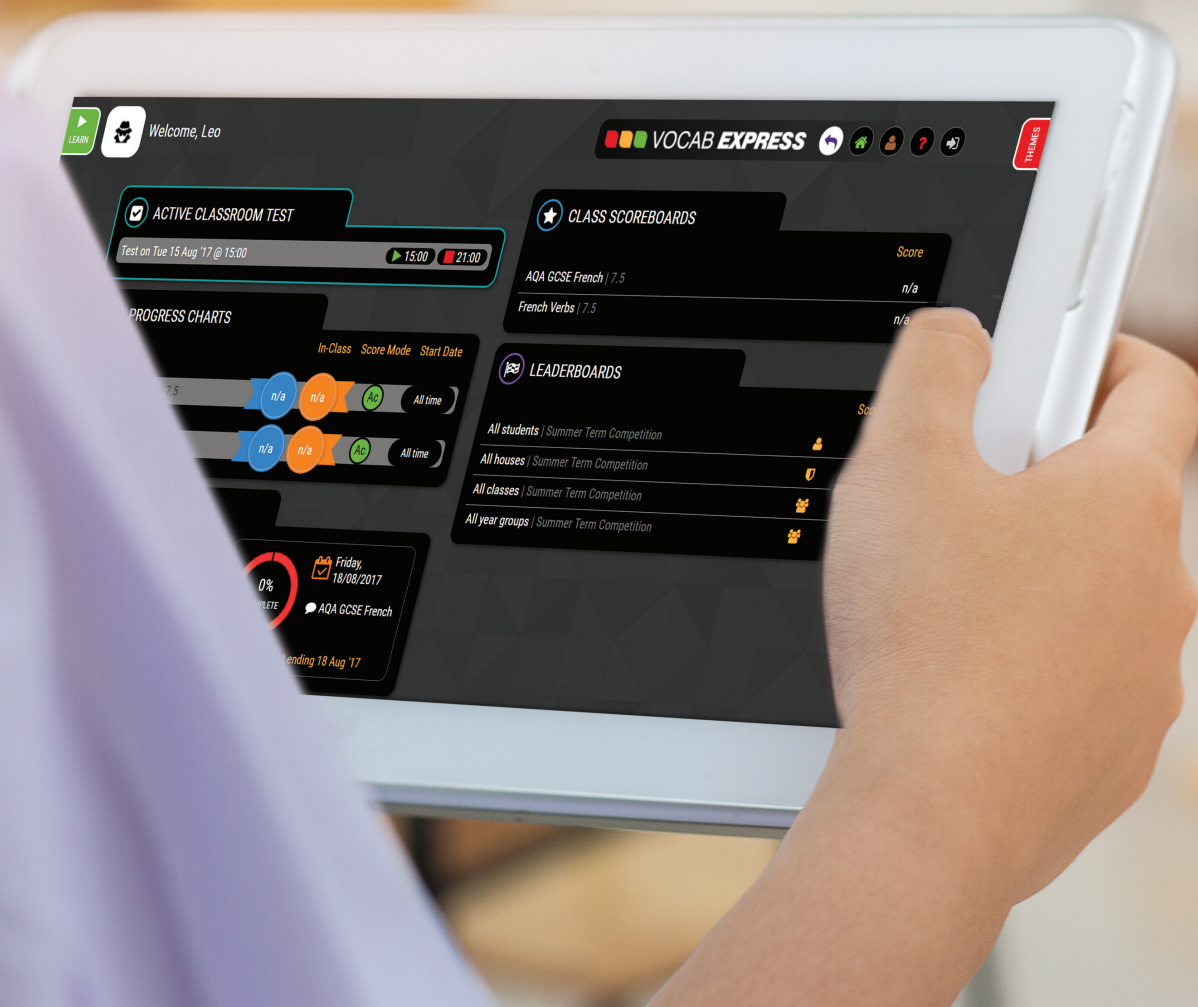 LEARN
Welcome, Leo
VOCAB EXPRESS
?
THEMES
ACTIVE CLASSROOM TEST
Test on Tue 15 Aug '17 @ 15:00
15:00
21:00
PROGRESS CHARTS
In-Class Score Mode Start Date
7.5 n/a n/a Ac All time
n/a n/a Ac All time
0%
Friday,
18/08/2017
AQA GCSE French
ending 18 Aug '17
CLASS SCOREBOARDS
Score
AQA GCSE French | 7.5 n/a
French Verbs | 7.5 n/a
LEADERBOARDS
All students | Summer Term Competition
All houses | Summer Term Competition
All classes | Summer Term Competition
All year groups | Summer Term Competition